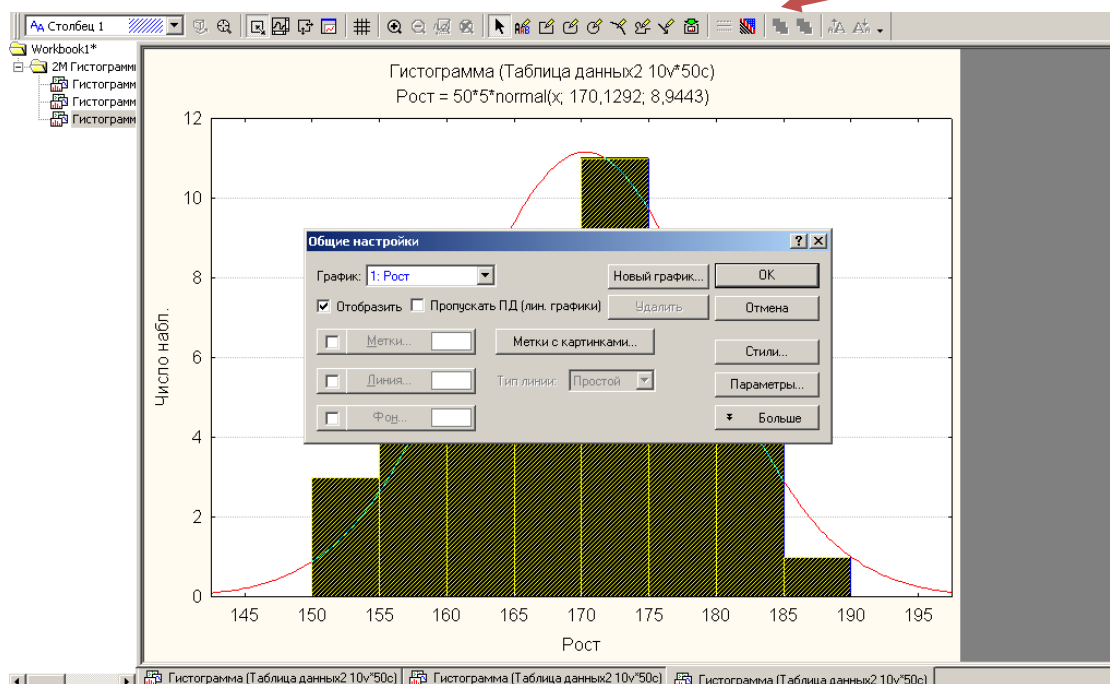 Aa Столбец 1
Workbook1*
2М Гистограмм
Гистограмм
Гистограмм
Гистограмм
Гистограмма (Таблица данных2 10v*50c)
Рост = 50*5*normal(x; 170,1292; 8,9443)
12
10
8
6
4
2
0
Число набл.
Общие настройки
График: 1: Рост
Новый график...
OK
Отобразить
Пропускать ПД (лин. графики)
Удалить
Отмена
Метки...
Метки с картинками...
Стили...
Линия...
Тип линии: Простой
Параметры...
Фон...
Больше
145 150 155 160 165 170 175 180 185 190 195
Рост
Гистограмма (Таблица данных2 10v*50c)
Гистограмма (Таблица данных2 10v*50c)
Гистограмма (Таблица данных2 10v*50c)